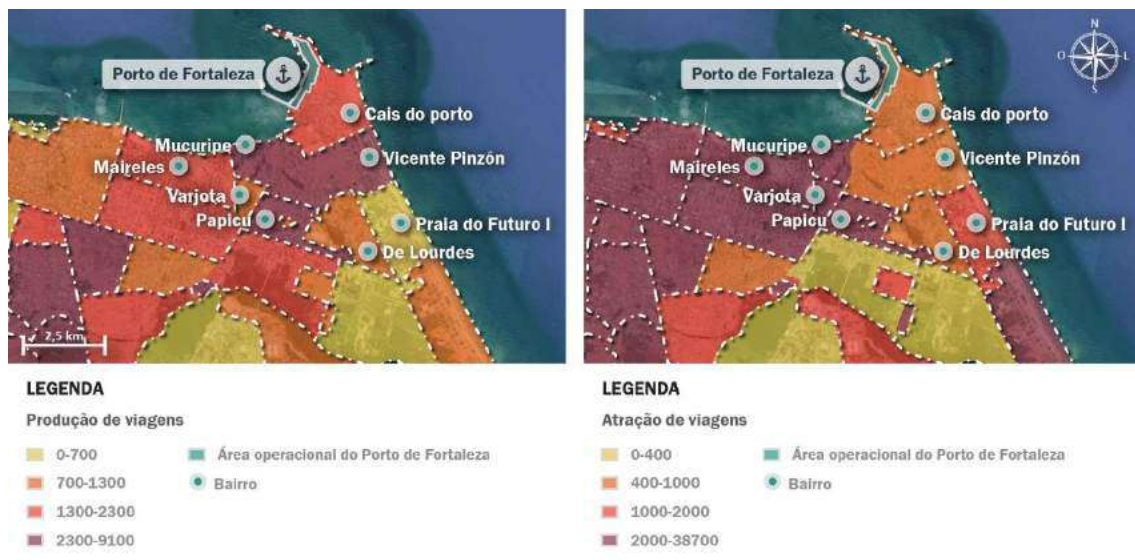 Porto de Fortaleza
Cais do porto
Mucuripe
Vicente Pinzón
Maireles
Varjota
Papicu
Praia do Futuro I
De Lourdes
2,5 km
LEGENDA
Produção de viagens
0-700
700-1300
1300-2300
2300-9100
Área operacional do Porto de Fortaleza
Bairro
N
O
L
S
Porto de Fortaleza
Cais do porto
Mucuripe
Vicente Pinzón
Maireles
Varjota
Papicu
Praia do Futuro I
De Lourdes
LEGENDA
Atração de viagens
0-400
400-1000
1000-2000
2000-38700
Área operacional do Porto de Fortaleza
Bairro